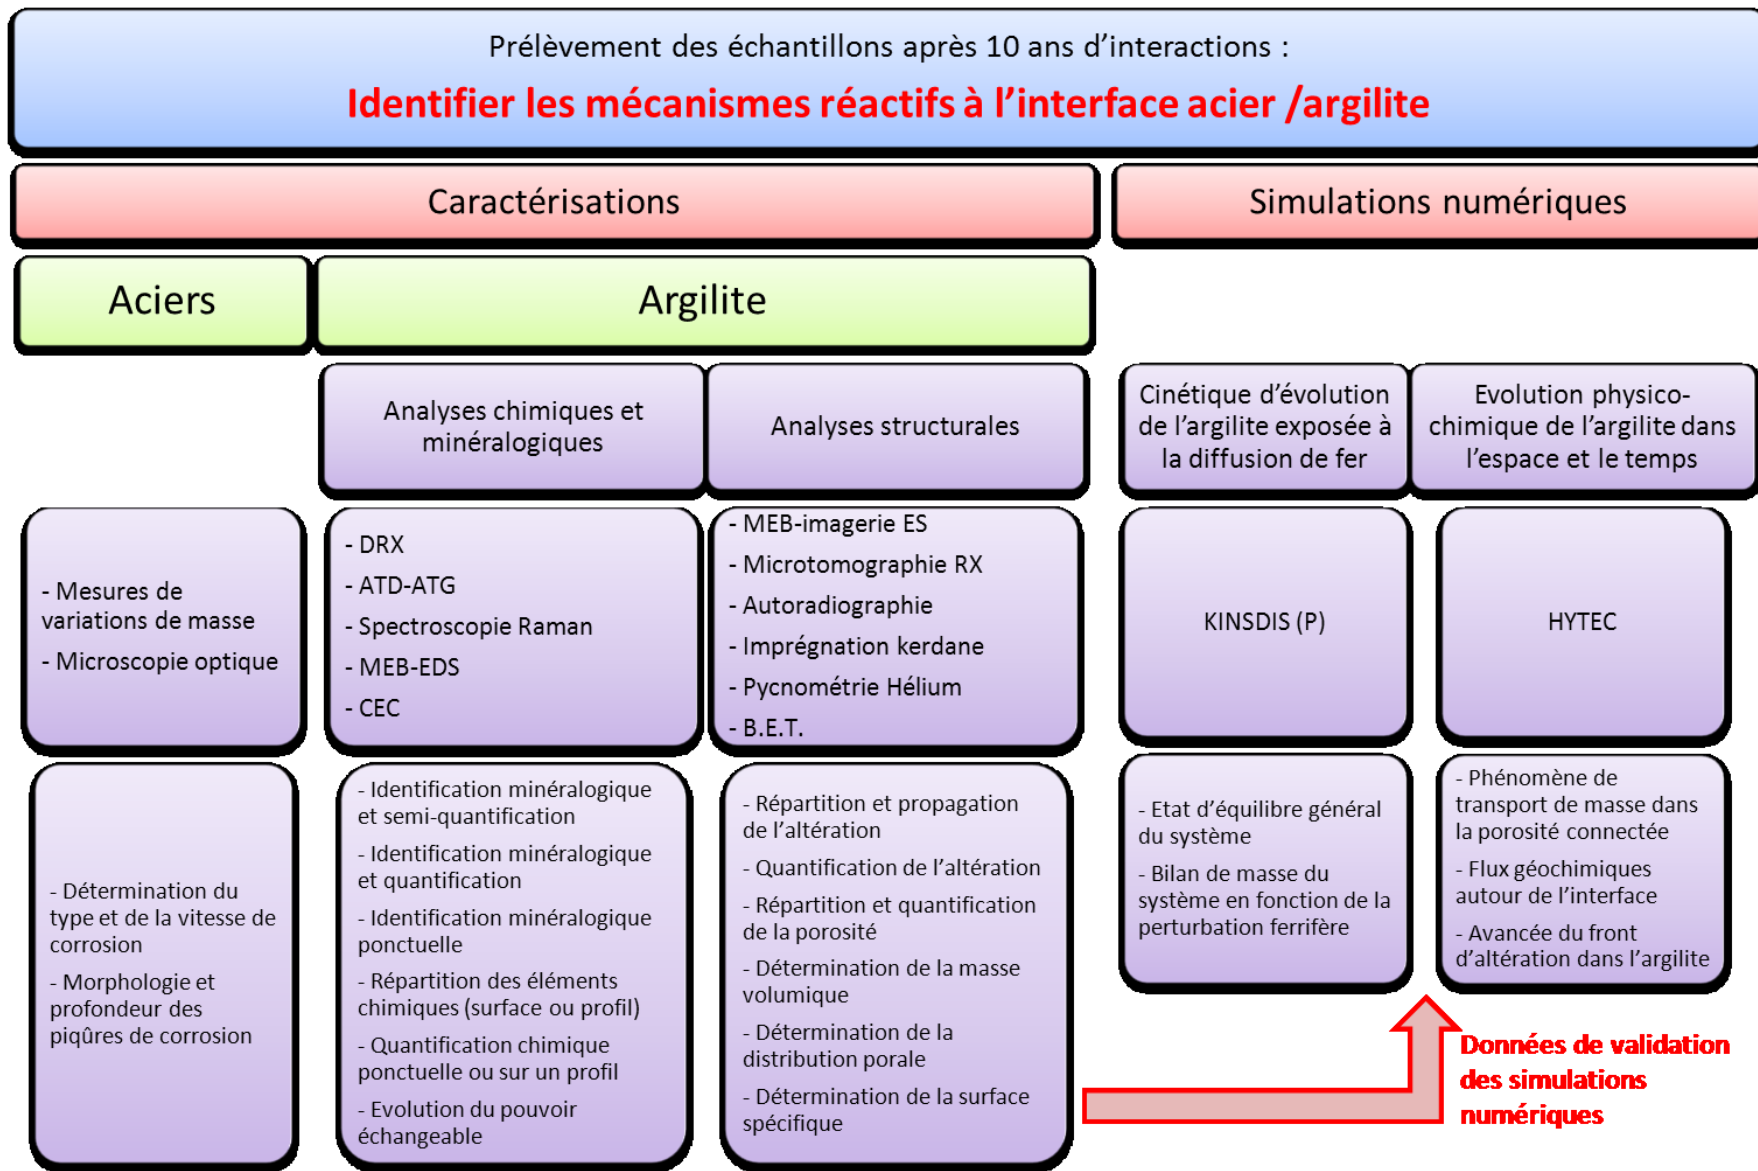 Prélèvement des échantillons après 10 ans d'interactions :
Identifier les mécanismes réactifs à l'interface acier /argilite
Caractérisations
Simulations numériques
Aciers
Argilite
Analyses chimiques et
minéralogiques
Analyses structurales
Cinétique d'évolution
de l'argilite exposée à
la diffusion de fer
Evolution physico-
chimique de l'argilite dans
l'espace et le temps
- Mesures de
variations de masse
- Microscopie optique
- DRX
- ATD-ATG
- Spectroscopie Raman
- MEB-EDS
- CEC
- MEB-imagerie ES
- Microtomographie RX
- Autoradiographie
- Imprégnation kerdane
- Pycnométrie Hélium
- B.E.T.
KINSDIS (P)
HYTEC
- Détermination du
type et de la vitesse de
corrosion
- Morphologie et
profondeur des
piqûres de corrosion
- Identification minéralogique
et semi-quantification
- Identification minéralogique
et quantification
- Identification minéralogique
ponctuelle
- Répartition des éléments
chimiques (surface ou profil)
- Quantification chimique
ponctuelle ou sur un profil
- Evolution du pouvoir
échangeable
- Répartition et propagation
de l'altération
- Quantification de l'altération
- Répartition et quantification
de la porosité
- Détermination de la masse
volumique
- Détermination de la
distribution porale
- Détermination de la surface
spécifique
- Etat d'équilibre général
du système
- Bilan de masse du
système en fonction de la
perturbation ferrifère
- Phénomène de
transport de masse dans
la porosité connectée
- Flux géochimiques
autour de l'interface
- Avancée du front
d'altération dans l'argilite
Données de validation
des simulations
numériques